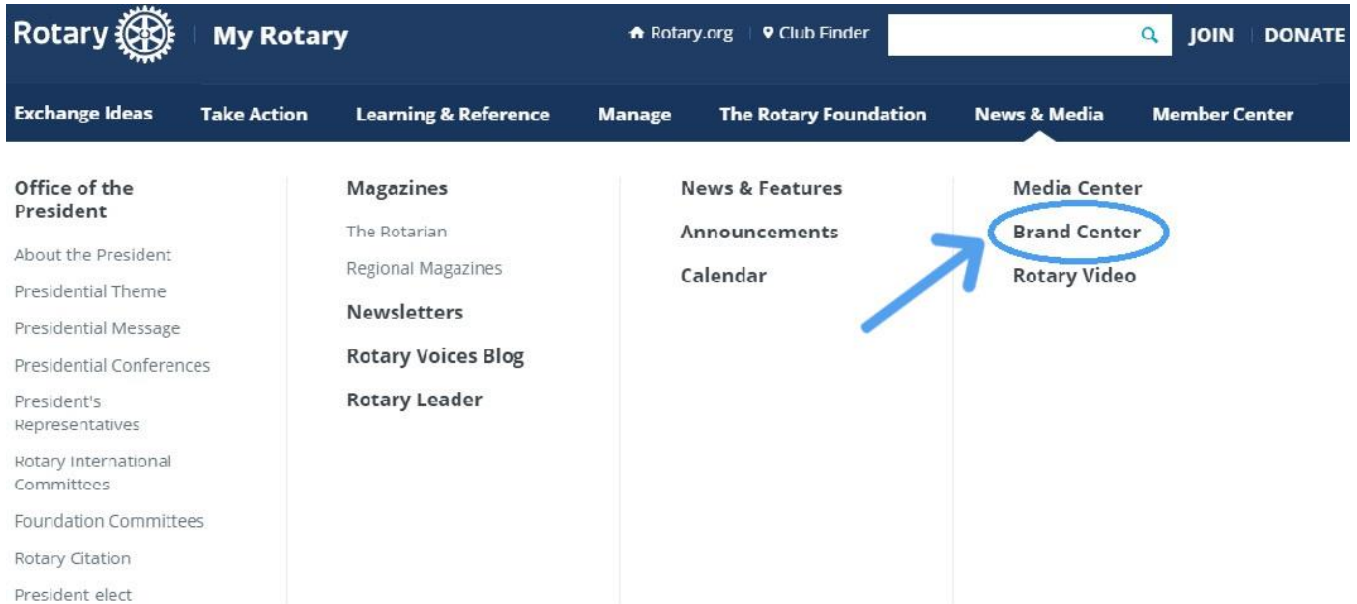 Rotary | My Rotary
Rotary.org | Club Finder
JOIN | DONATE
Exchange Ideas Take Action Learning & Reference Manage The Rotary Foundation News & Media Member Center
Office of the
President
About the President
Presidential Theme
Presidential Message
Presidential Conferences
President's
Representatives
Rotary International
Committees
Foundation Committees
Rotary Citation
President elect
Magazines
The Rotarian
Regional Magazines
Newsletters
Rotary Voices Blog
Rotary Leader
News & Features
Announcements
Calendar
Media Center
Brand Center
Rotary Video